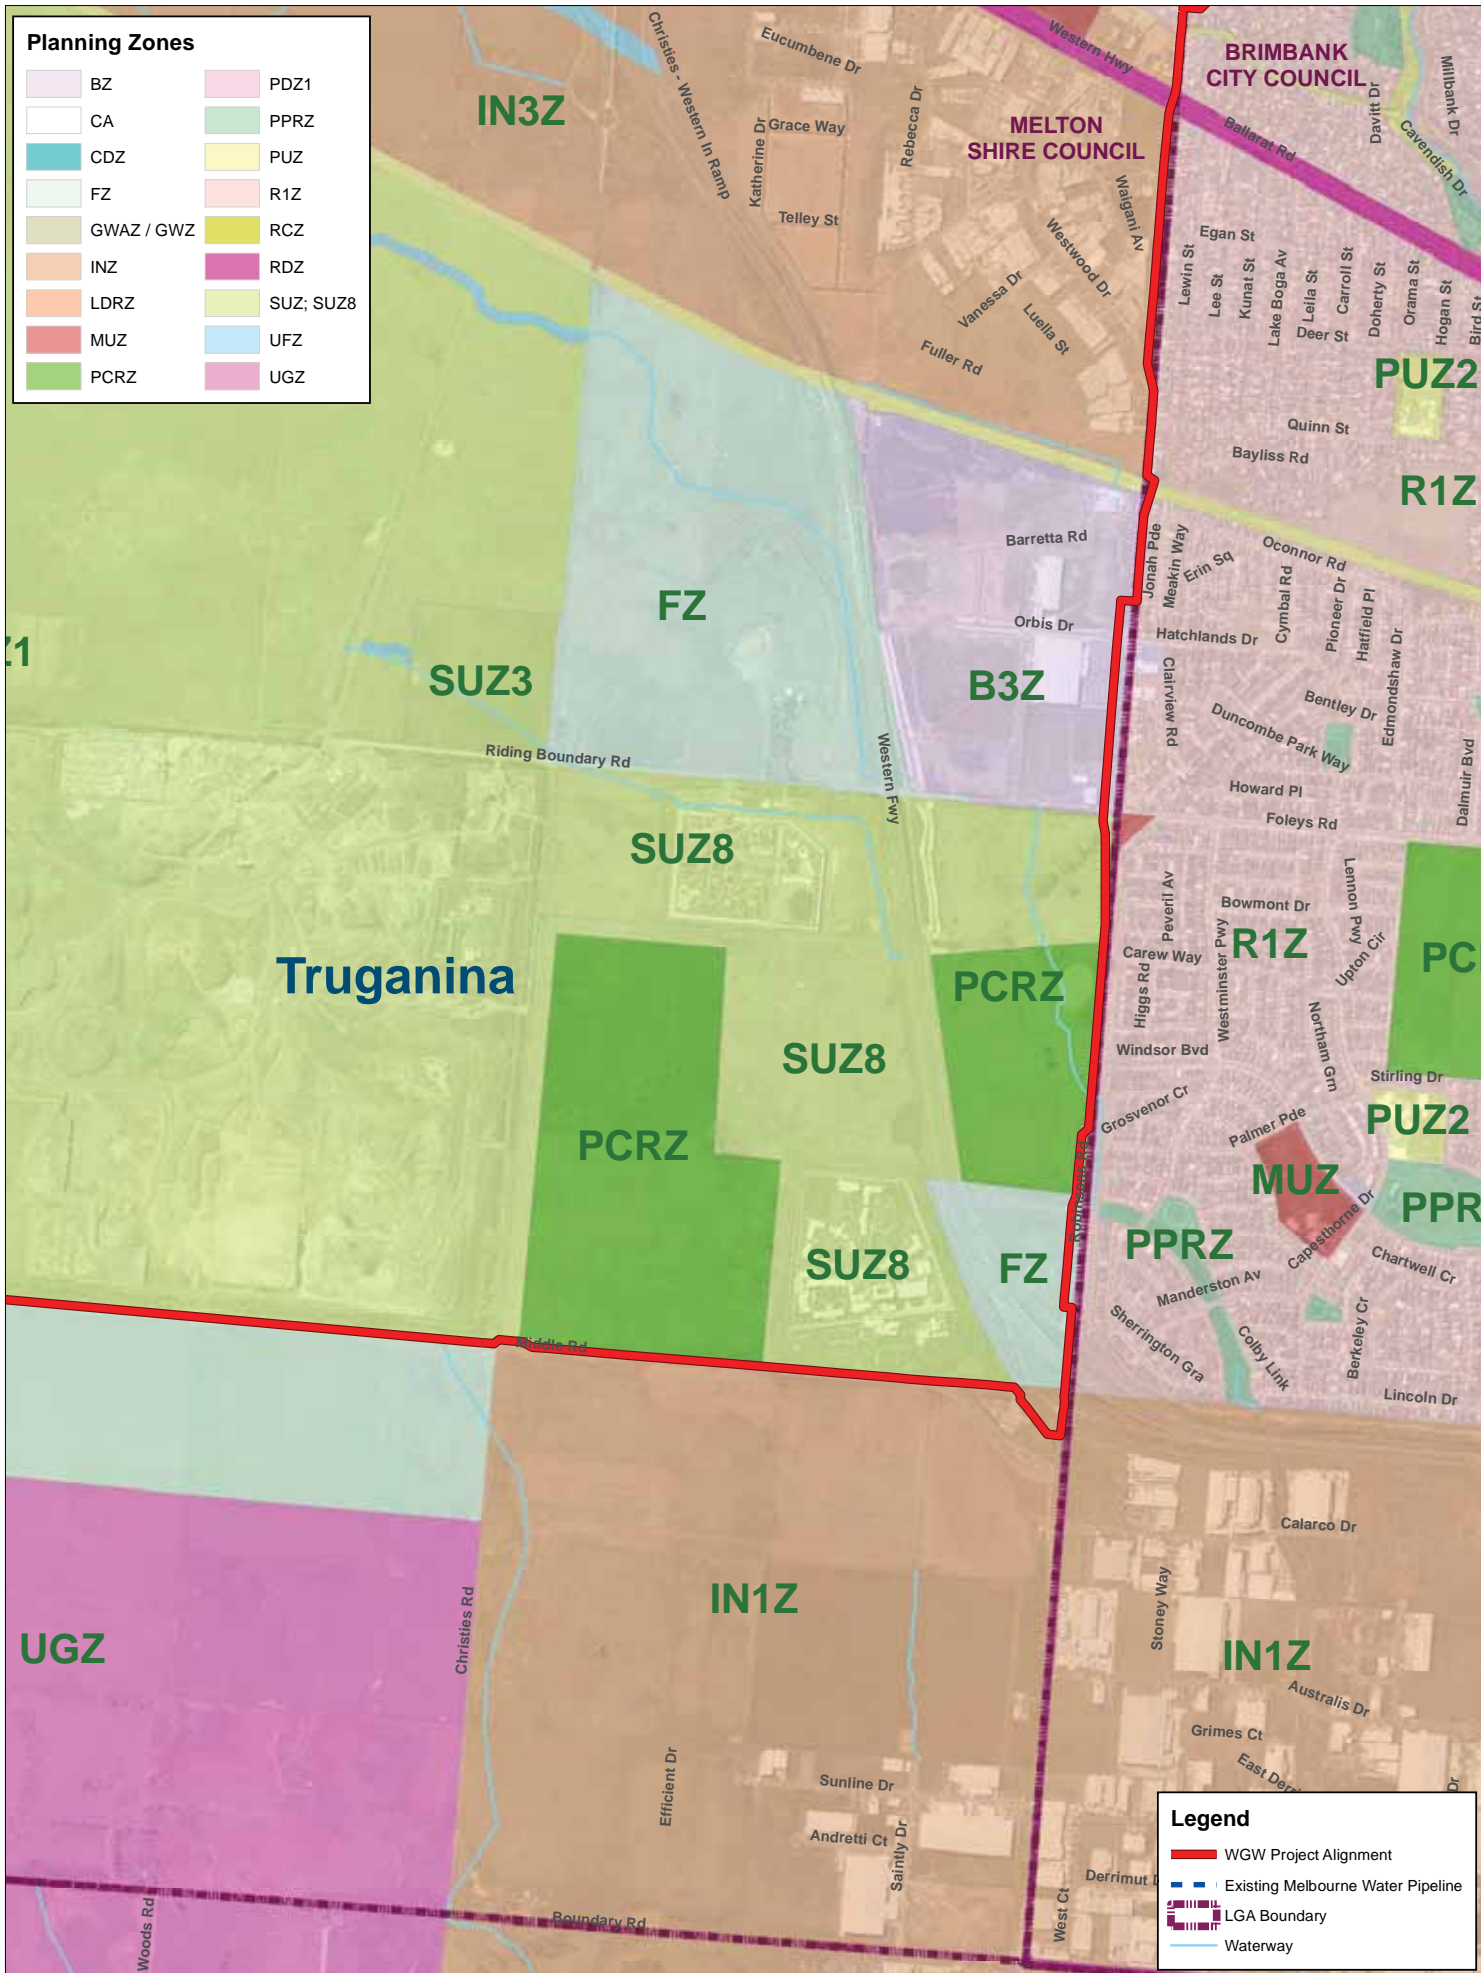 Planning Zones
BZ
CA
CDZ
FZ
GWAZ / GWZ
INZ
LDRZ
MUZ
PCRZ
PDZ1
PPRZ
PUZ
R1Z
RCZ
RDZ
SUZ; SUZ8
UFZ
UGZ
IN3Z
Christies - Western In Ramp
Eucumbene Dr
Katherine Dr
Grace Way
Telley St
Rebecca Dr
MELTON
SHIRE COUNCIL
Western Hwy
BRIMBANK
CITY COUNCIL
Davitt Dr
Millbank Dr
Cavendish Dr
Ballarat Rd
Waigani Av
Westwood Dr
Vanessa Dr
Luella St
Fuller Rd
Egan St
Lewin St
Lee St
Kunat St
Lake Boga Av
Leila St
Carroll St
Doherty St
Orama St
Hogan St
Bird St
Deer St
PUZ2
Quinn St
Bayliss Rd
R1Z
Barretta Rd
Orbis Dr
B3Z
Jonah Pde
Meakin Way
Erin Sq
Oconnor Rd
Cymbal Rd
Pioneer Dr
Hatfield Pl
Edmondshaw Dr
Hatchlands Dr
Clairview Rd
Bentley Dr
Duncombe Park Way
Howard Pl
Foleys Rd
Dalmuir Bvd
FZ
Z1
SUZ3
Riding Boundary Rd
Western Fwy
SUZ8
Truganina
PCRZ
SUZ8
PCRZ
SUZ8
FZ
Peveril Av
Bowmont Dr
Lennon Pwy
R1Z
Carew Way
Westminster Pwy
Upton Cir
PC
Higgs Rd
Windsor Bvd
Northam Grn
Stirling Dr
Grosvenor Cr
Palmer Pde
PUZ2
MUZ
PPR
PPRZ
Capesthorne Dr
Chartwell Cr
Manderston Av
Sherrington Gra
Colby Link
Berkeley Cr
Lincoln Dr
Middle Rd
Calarco Dr
IN1Z
Stoney Way
IN1Z
Australis Dr
Grimes Ct
UGZ
Christies Rd
Efficient Dr
Sunline Dr
Andretti Ct
Saintly Dr
Woods Rd
Boundary Rd
West Ct
Derrimut D
East Derri
Dr
Legend
WGW Project Alignment
Existing Melbourne Water Pipeline
LGA Boundary
Waterway